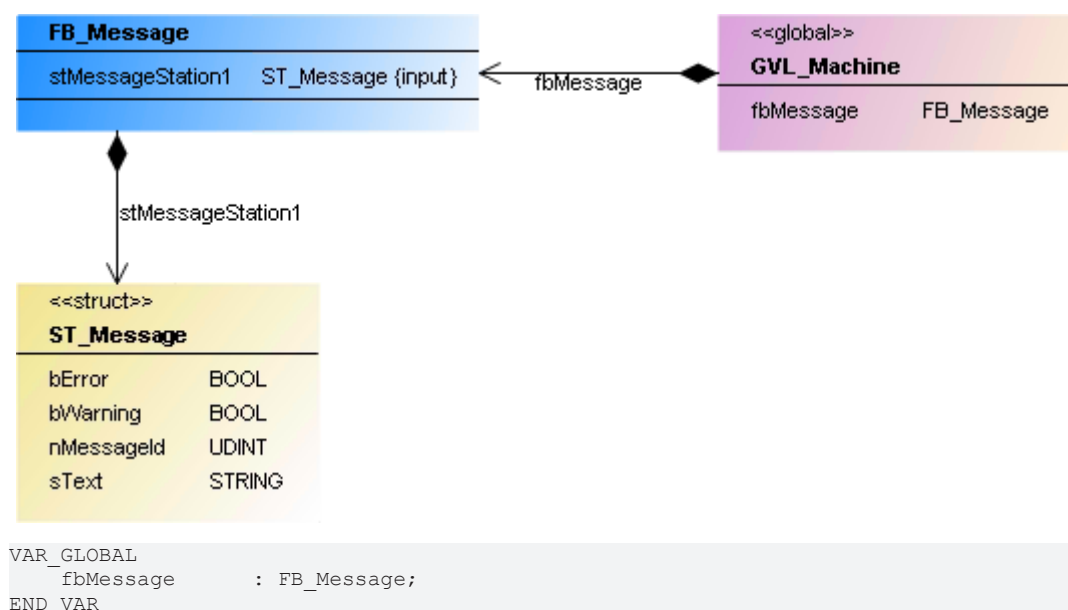 FB_Message
stMessageStation1 ST_Message {input}
fbMessage
<<global>>
GVL_Machine
fbMessage FB_Message
stMessageStation1
<<struct>>
ST_Message
bError BOOL
bWarning BOOL
nMessageId UDINT
sText STRING
VAR_GLOBAL
    fbMessage      : FB_Message;
END_VAR